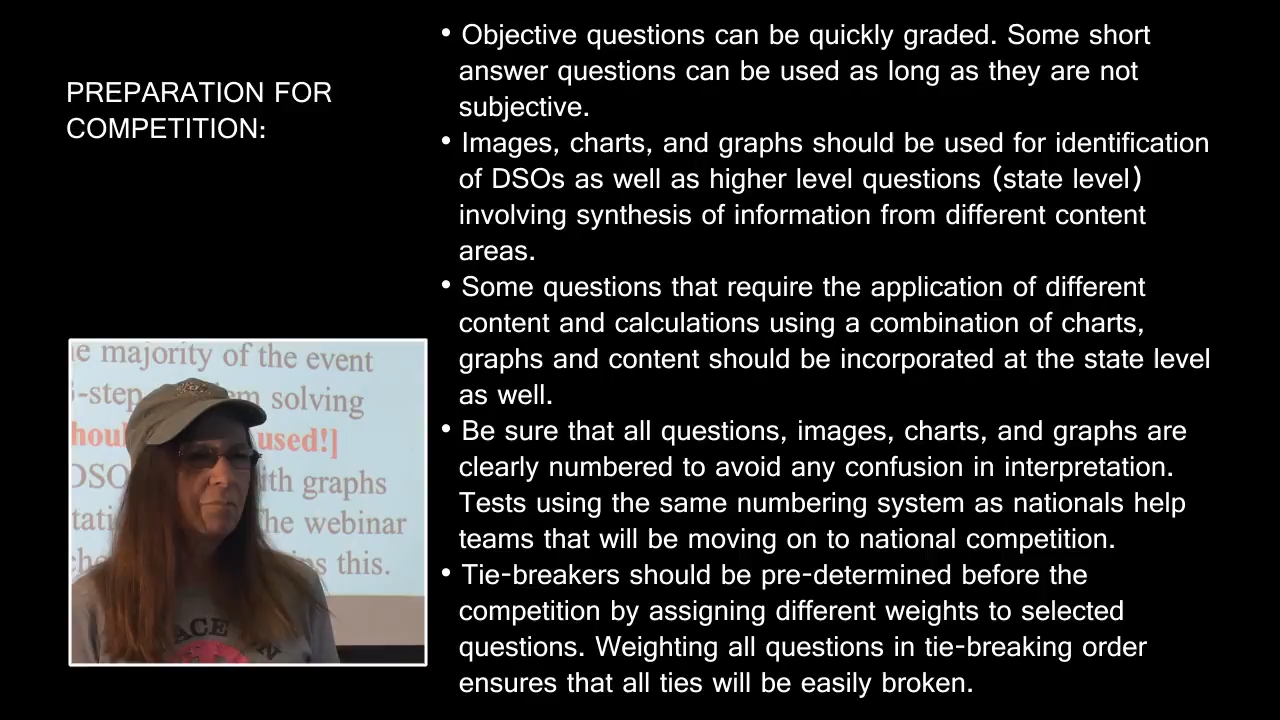 PREPARATION FOR
COMPETITION:
• Objective questions can be quickly graded. Some short
answer questions can be used as long as they are not
subjective.
• Images, charts, and graphs should be used for identification
of DSOs as well as higher level questions (state level)
involving synthesis of information from different content
areas.
• Some questions that require the application of different
content and calculations using a combination of charts,
graphs and content should be incorporated at the state level
as well.
• Be sure that all questions, images, charts, and graphs are
clearly numbered to avoid any confusion in interpretation.
Tests using the same numbering system as nationals help
teams that will be moving on to national competition.
• Tie-breakers should be pre-determined before the
competition by assigning different weights to selected
questions. Weighting all questions in tie-breaking order
ensures that all ties will be easily broken.
majority of the event
-step solving
used!]
DSO ith graphs
he webinar
this.